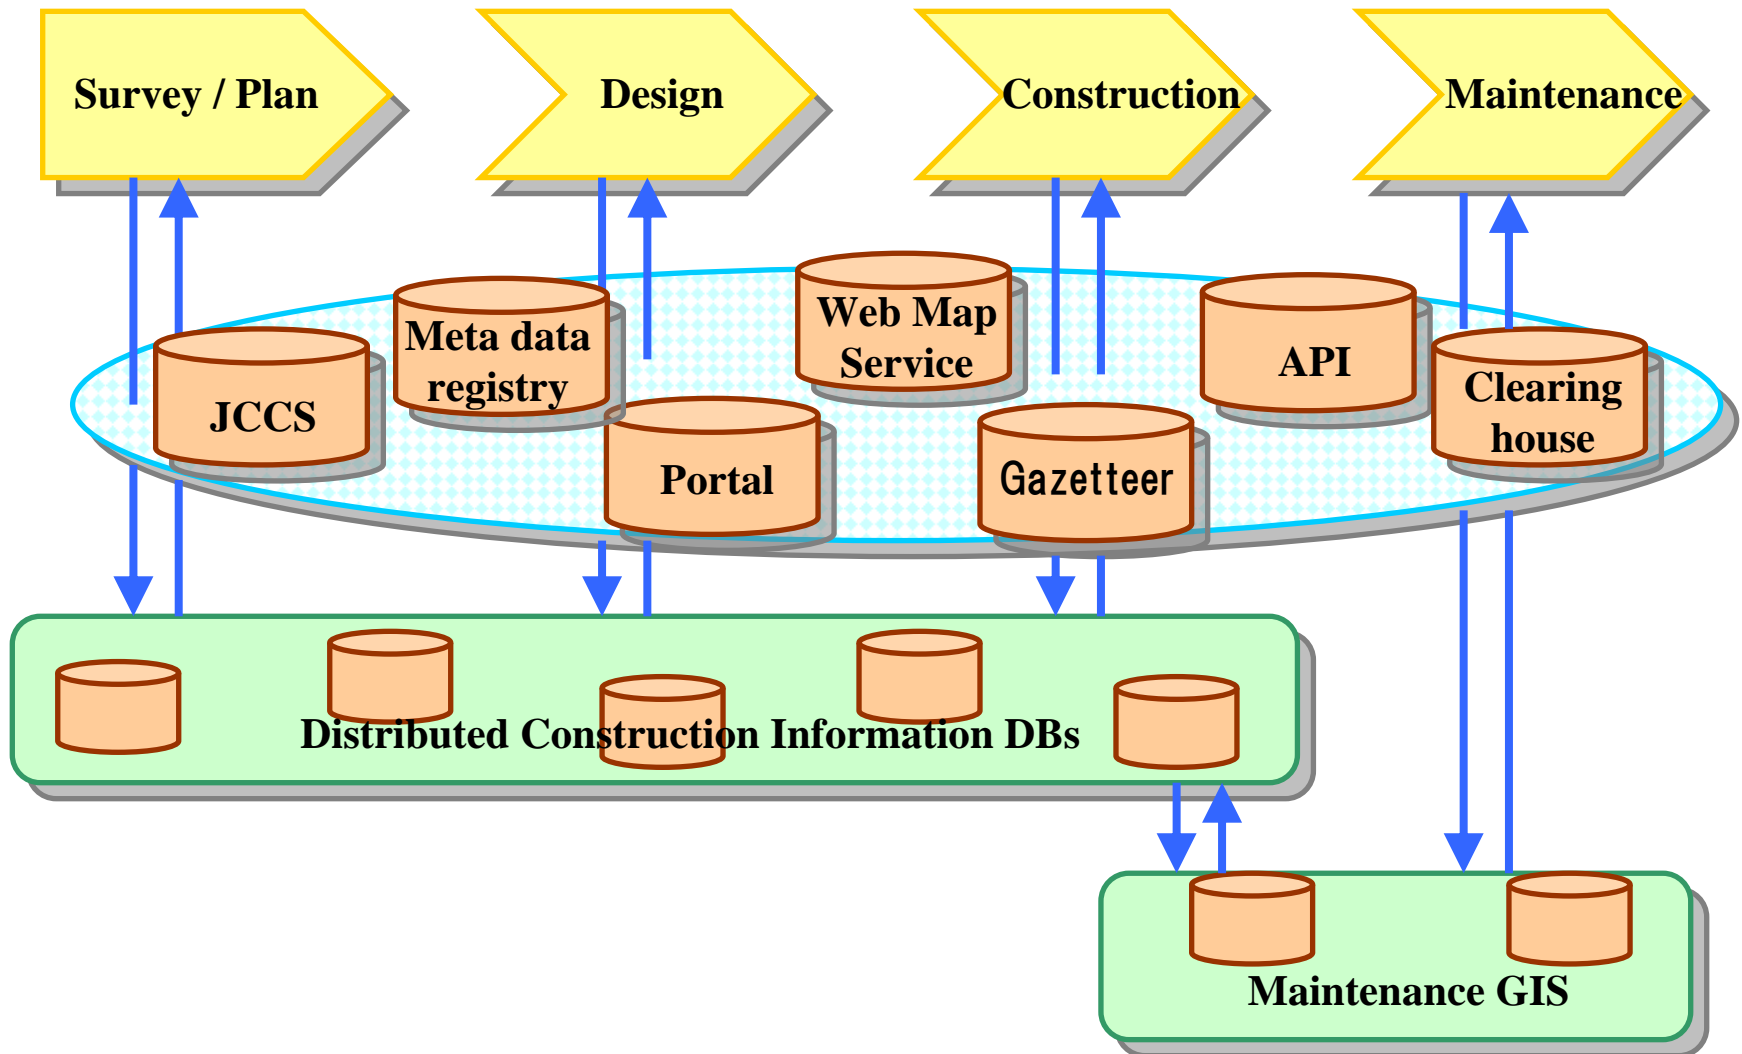 Survey / Plan
Design
Construction
Maintenance
Web Map
Service
Meta data
registry
API
JCCS
Clearing
house
Portal
Gazetteer
Distributed Construction Information DBs
Maintenance GIS